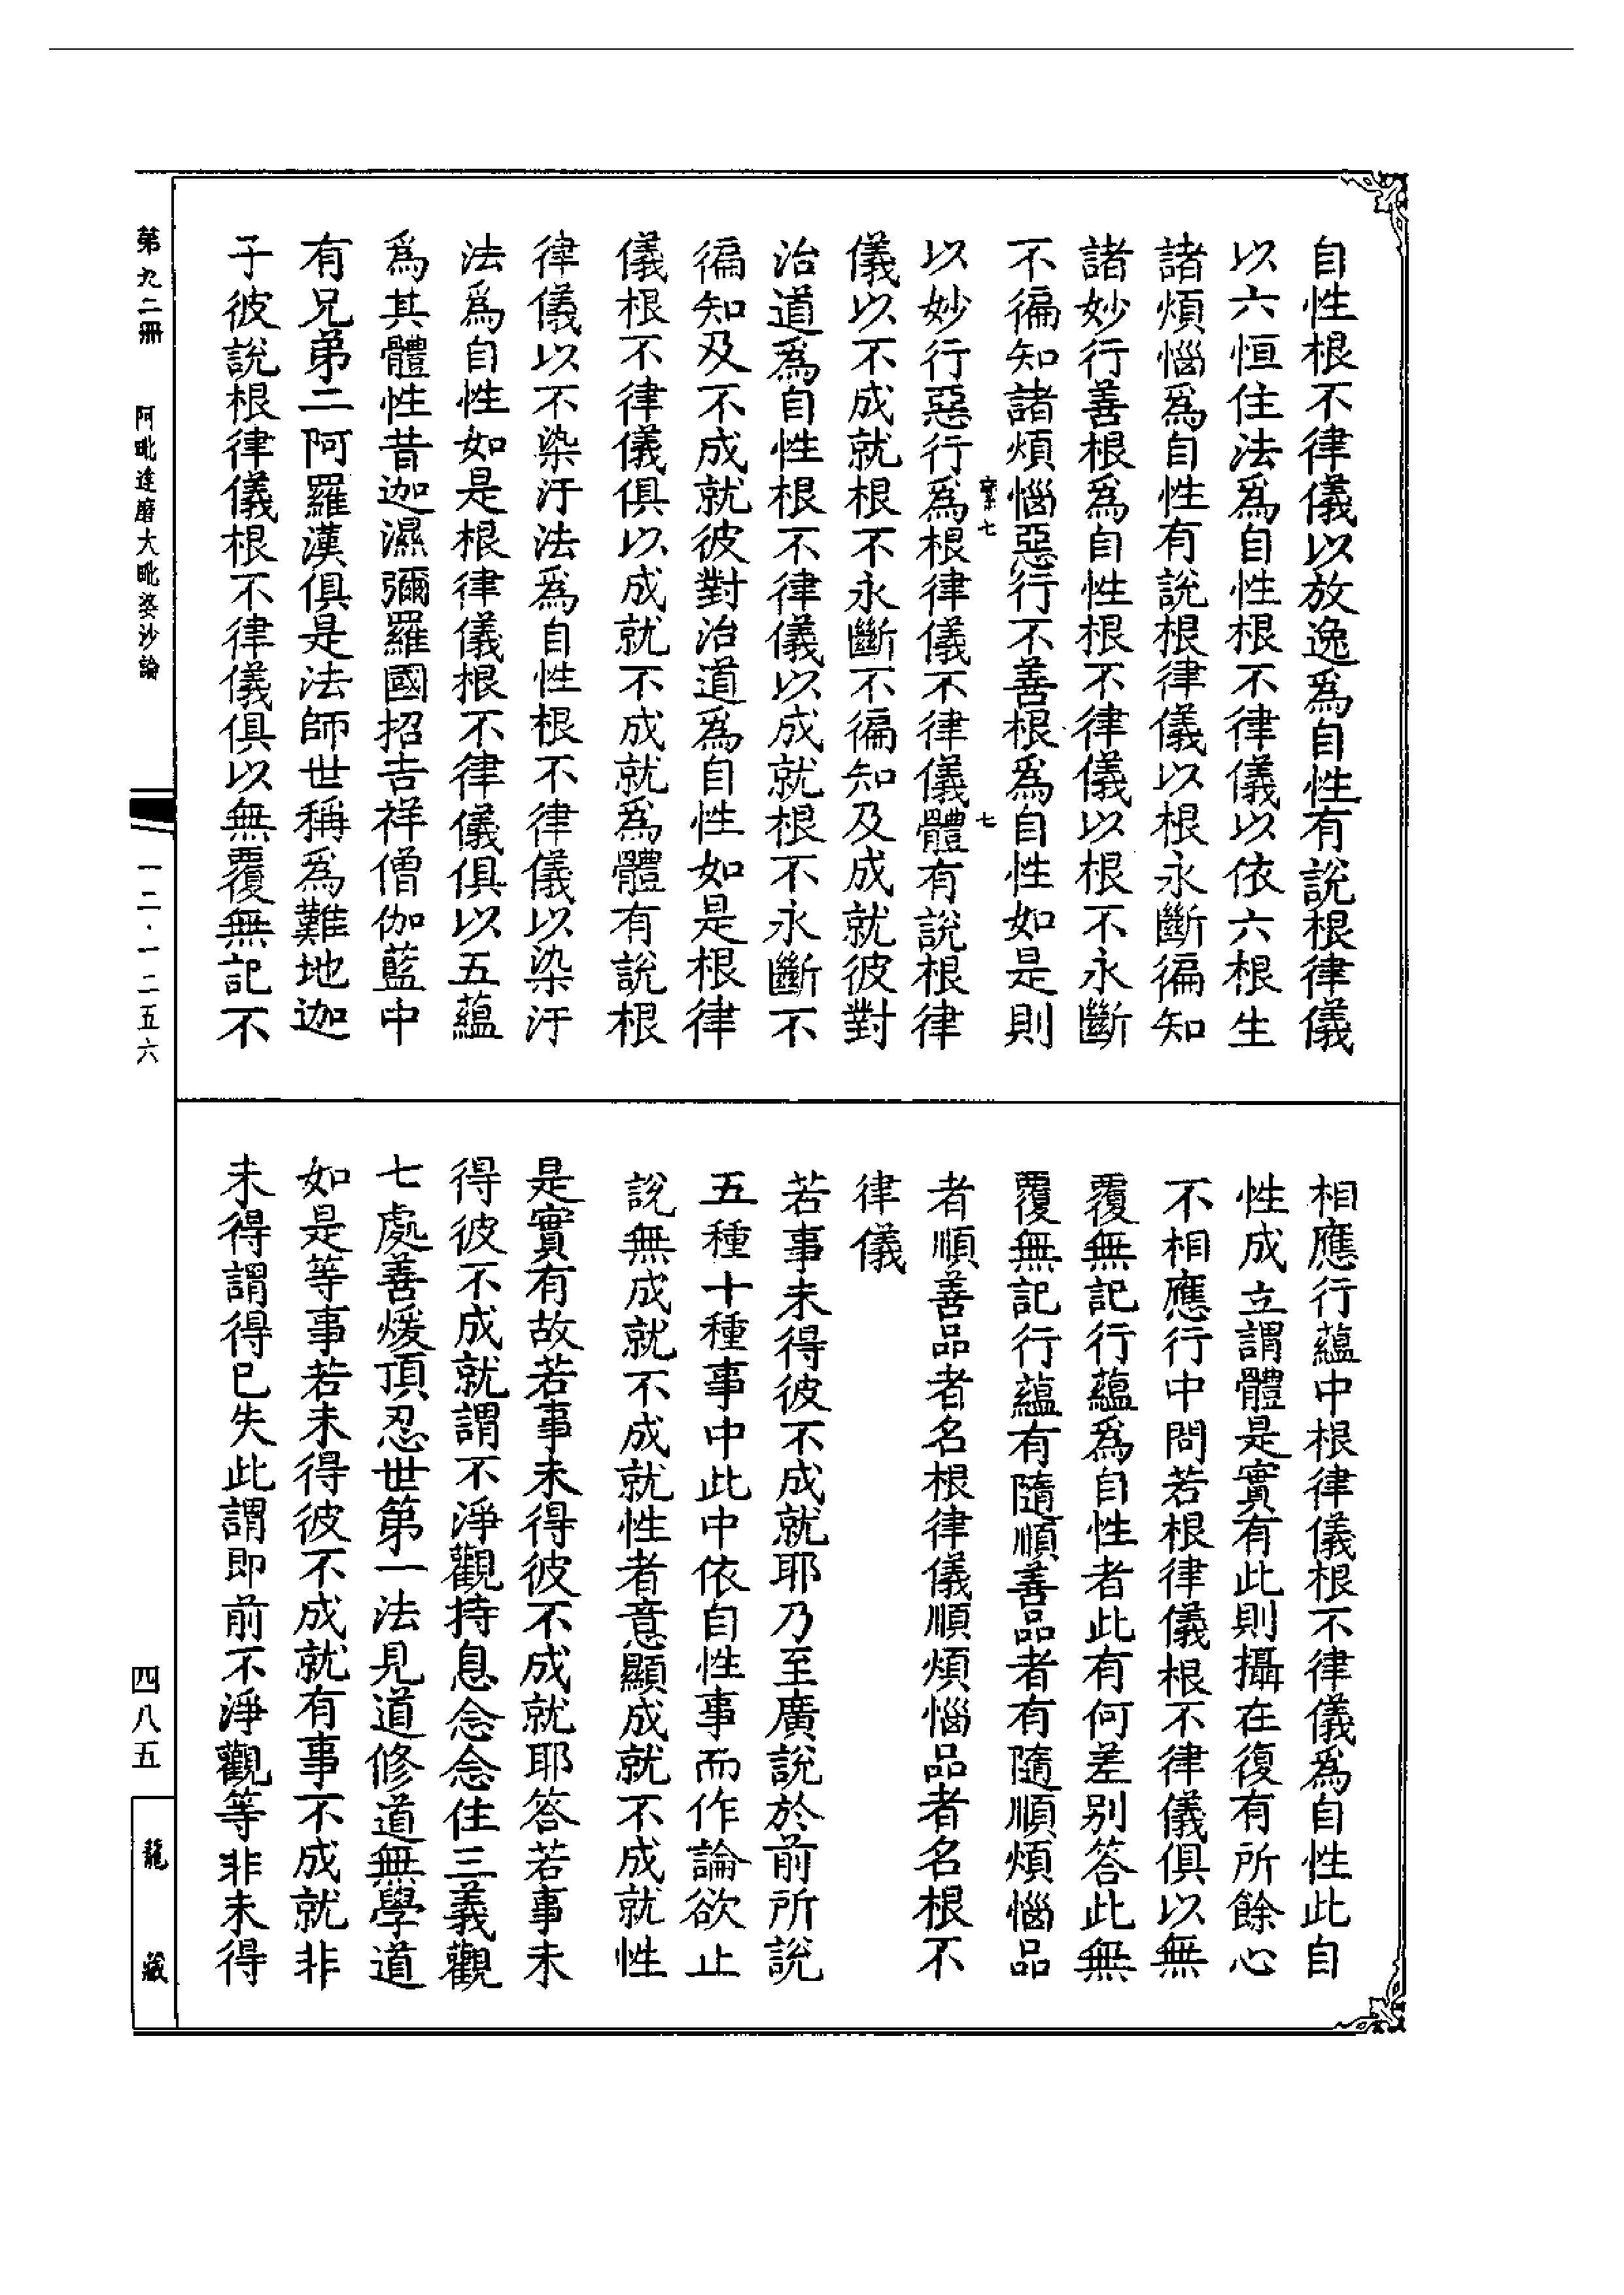 自性根不律儀以放逸爲自性有說根律儀
以六恒住法爲自性根不律儀以依六根生
諸煩惱爲自性有說根律儀以根永斷徧知
諸妙行善根爲自性根不律儀以根不永斷
不徧知諸煩惱惡行不善根爲自性如是則
七
以妙行惡行爲根律儀不律儀體有說根律
儀以不成就根不永斷不徧知及成就彼對
治道爲自性根不律儀以成就根不永斷不
徧知及不成就彼對治道爲自性如是根律
儀根不律儀俱以成就不成就爲體有說根
律儀以不染汙法爲自性根不律儀以染汙
法爲自性如是根律儀根不律儀俱以五蘊
爲其體性昔迦濕彌羅國招吉祥僧伽藍中
有兄弟二阿羅漢俱是法師世稱爲難地迦
子彼說根律儀根不律儀俱以無覆無記不
相應行蘊中根律儀根不律儀爲自性此自
性成立謂體是實有此則攝在復有所餘心
不相應行中問若根律儀根不律儀俱以無
覆無記行蘊爲自性者此有何差別答此無
覆無記行蘊有隨順善品者有隨順煩惱品
者順善品者名根律儀順煩惱品者名根不
律儀
若事未得彼不成就耶乃至廣說於前所說
五種十種事中此中依自性事而作論欲止
說無成就不成就性者意顯成就不成就性
是實有故若事未得彼不成就耶答若事未
得彼不成就謂不淨觀持息念念住三義觀
七處善煖頂忍世第一法見道修道無學道
如是等事若未得彼不成就有事不成就非
未得謂得已失此謂即前不淨觀等非未得
第九二冊
阿毗達磨大毗婆沙論
一二·一二五六
四八五
龍藏